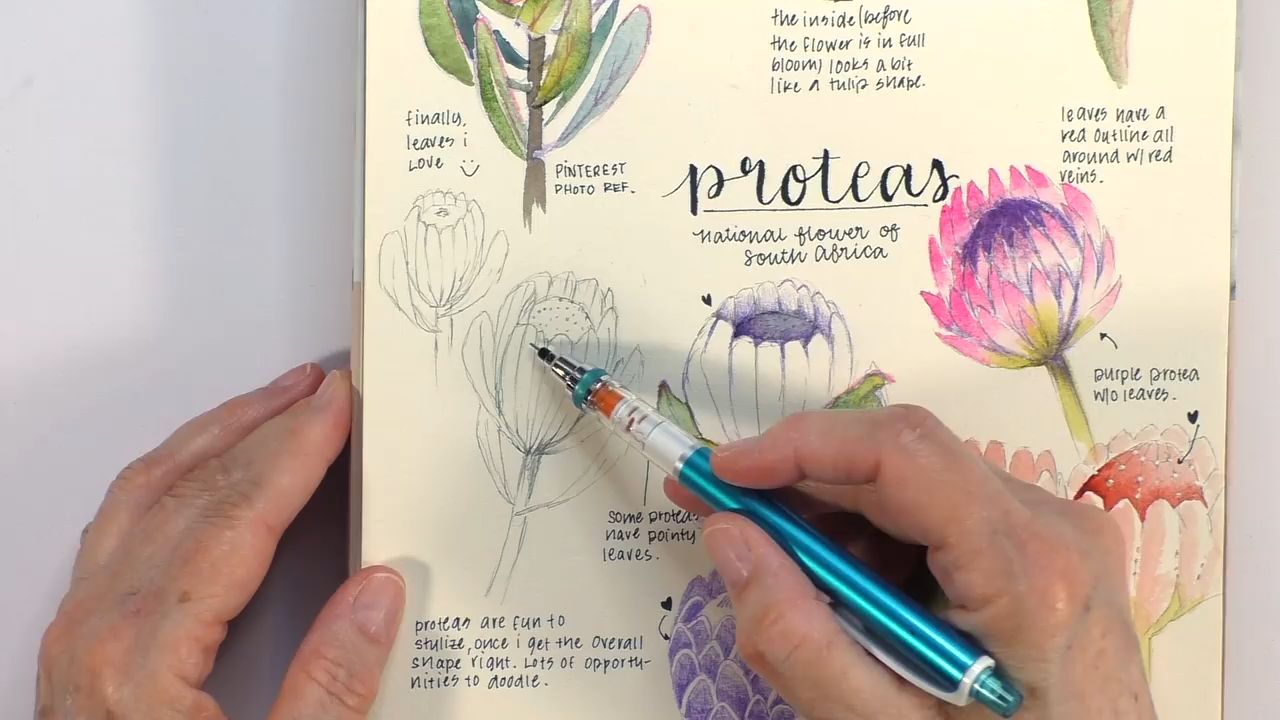 the inside (before
the flower is in full
bloom) looks a bit
like a tulip shape.
finally,
leaves i
love
PINTEREST
PHOTO REF.
leaves have a
red outline all
around w/ red
veins.
proteas
national flower of
south africa
purple protea
w/o leaves.
some proteas
have pointy
leaves.
proteas are fun to
stylize, once i get the overall
shape right. Lots of opportu-
nities to doodle.